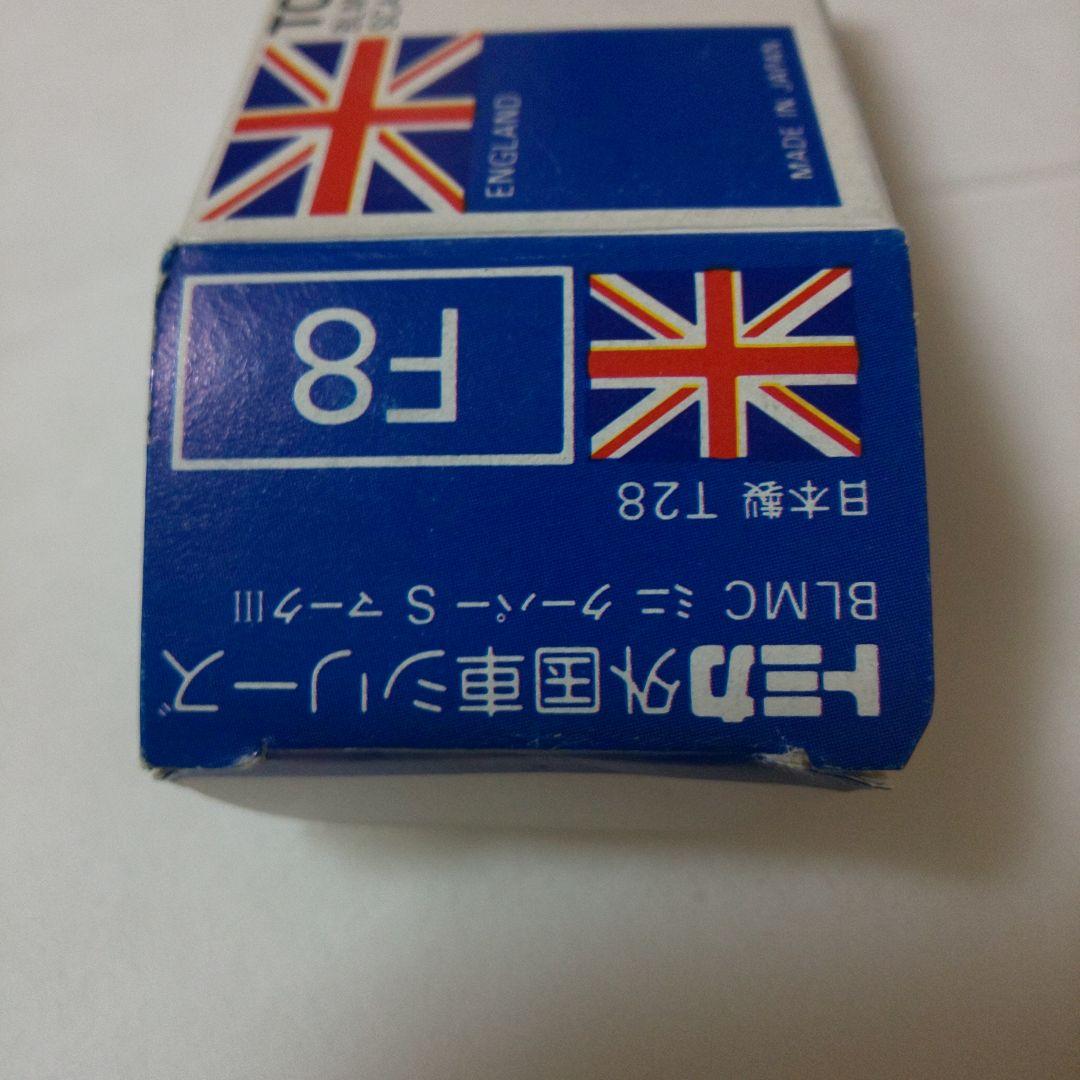 トミカ外国車シリーズ
BLMC ミニ クーパー S マークIII
日本製 T28
F8
ENGLAND
MADE IN JAPAN